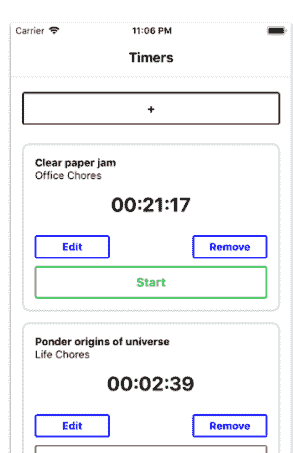 Carrier 11:06 PM
Timers
+
Clear paper jam
Office Chores
00:21:17
Edit Remove
Start
Ponder origins of universe
Life Chores
00:02:39
Edit Remove